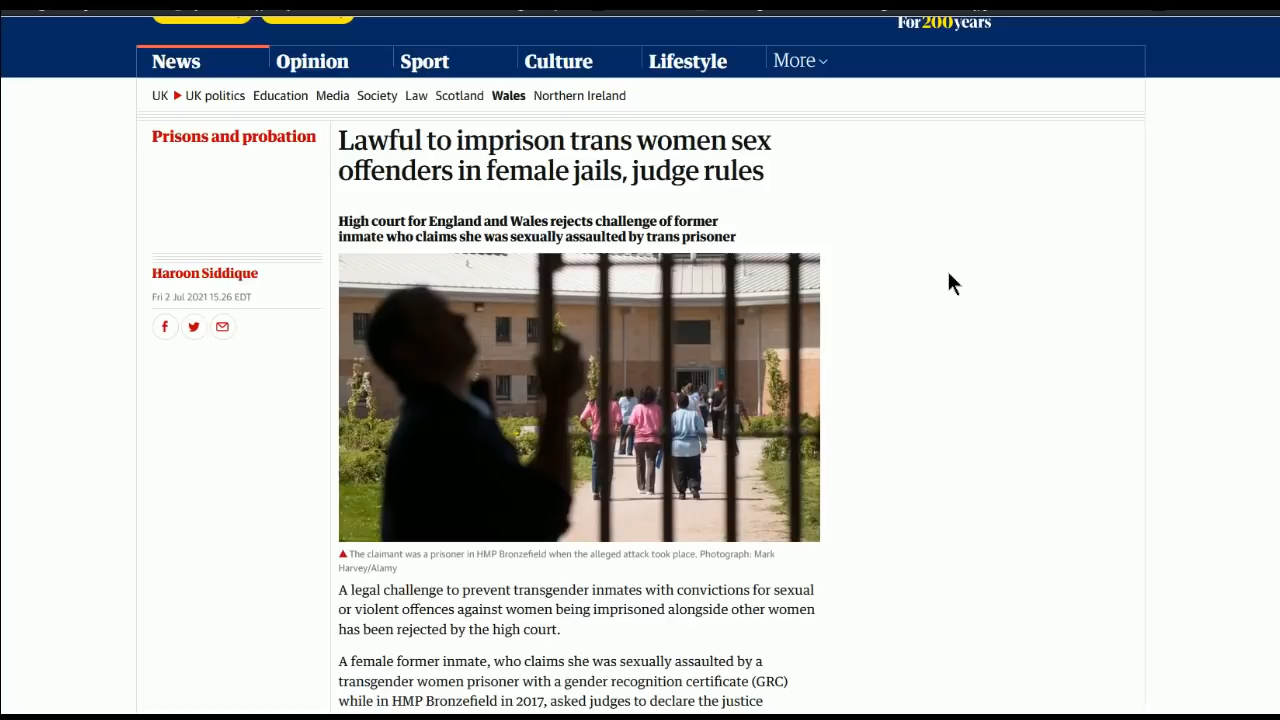 For200years
News Opinion Sport Culture Lifestyle More
UK UK politics Education Media Society Law Scotland Wales Northern Ireland
Prisons and probation
Lawful to imprison trans women sex
offenders in female jails, judge rules
High court for England and Wales rejects challenge of former
inmate who claims she was sexually assaulted by trans prisoner
Haroon Siddique
Fri 2 Jul 2021 15.26 EDT
The claimant was a prisoner in HMP Bronzefield when the alleged attack took place. Photograph: Mark
Harvey/Alamy
A legal challenge to prevent transgender inmates with convictions for sexual
or violent offences against women being imprisoned alongside other women
has been rejected by the high court.
A female former inmate, who claims she was sexually assaulted by a
transgender women prisoner with a gender recognition certificate (GRC)
while in HMP Bronzefield in 2017, asked judges to declare the justice